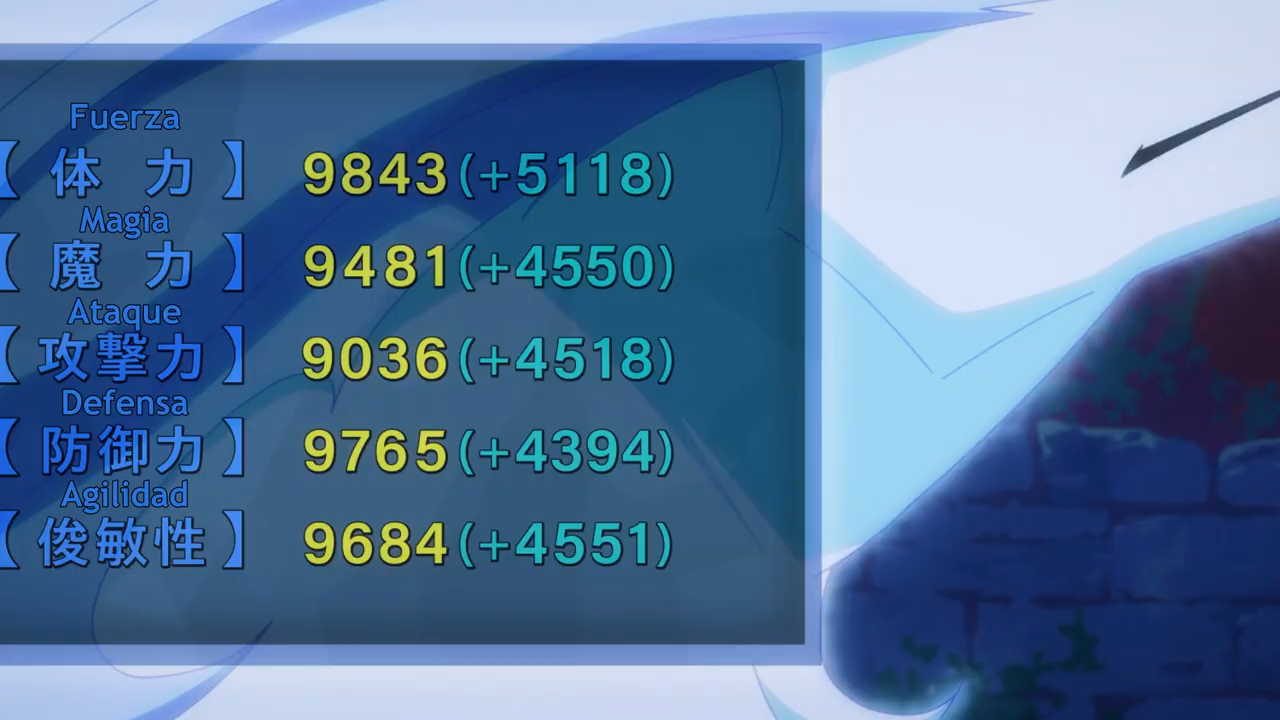 Fuerza
【体力】 9843(+5118)
Magia
【魔力】 9481(+4550)
Ataque
【攻撃力】 9036(+4518)
Defensa
【防御力】 9765(+4394)
Agilidad
【俊敏性】 9684(+4551)